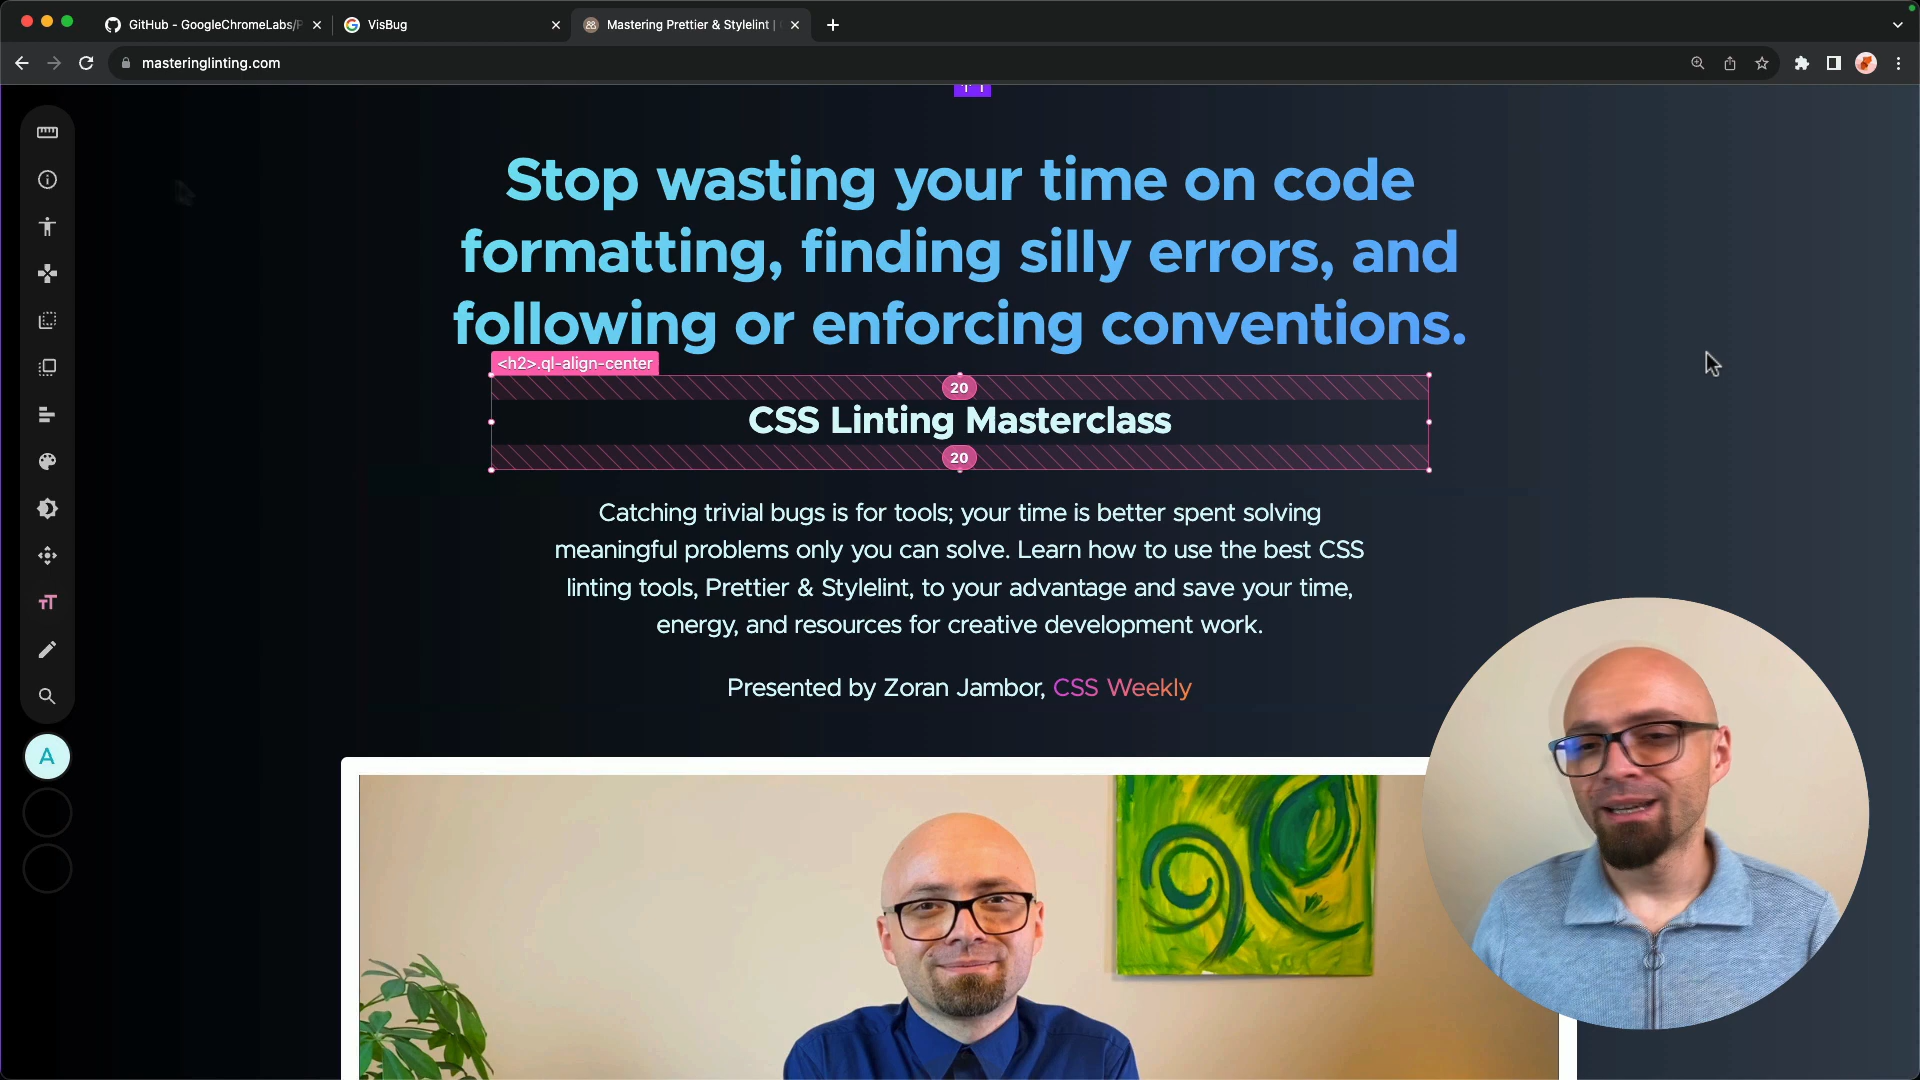 GitHub - GoogleChromeLabs/P
VisBug
Mastering Prettier & Stylelint |
masteringlinting.com
Stop wasting your time on code
formatting, finding silly errors, and
following or enforcing conventions.
<h2>.ql-align-center
20
CSS Linting Masterclass
20
Catching trivial bugs is for tools; your time is better spent solving
meaningful problems only you can solve. Learn how to use the best CSS
linting tools, Prettier & Stylelint, to your advantage and save your time,
energy, and resources for creative development work.
Presented by Zoran Jambor, CSS Weekly
A